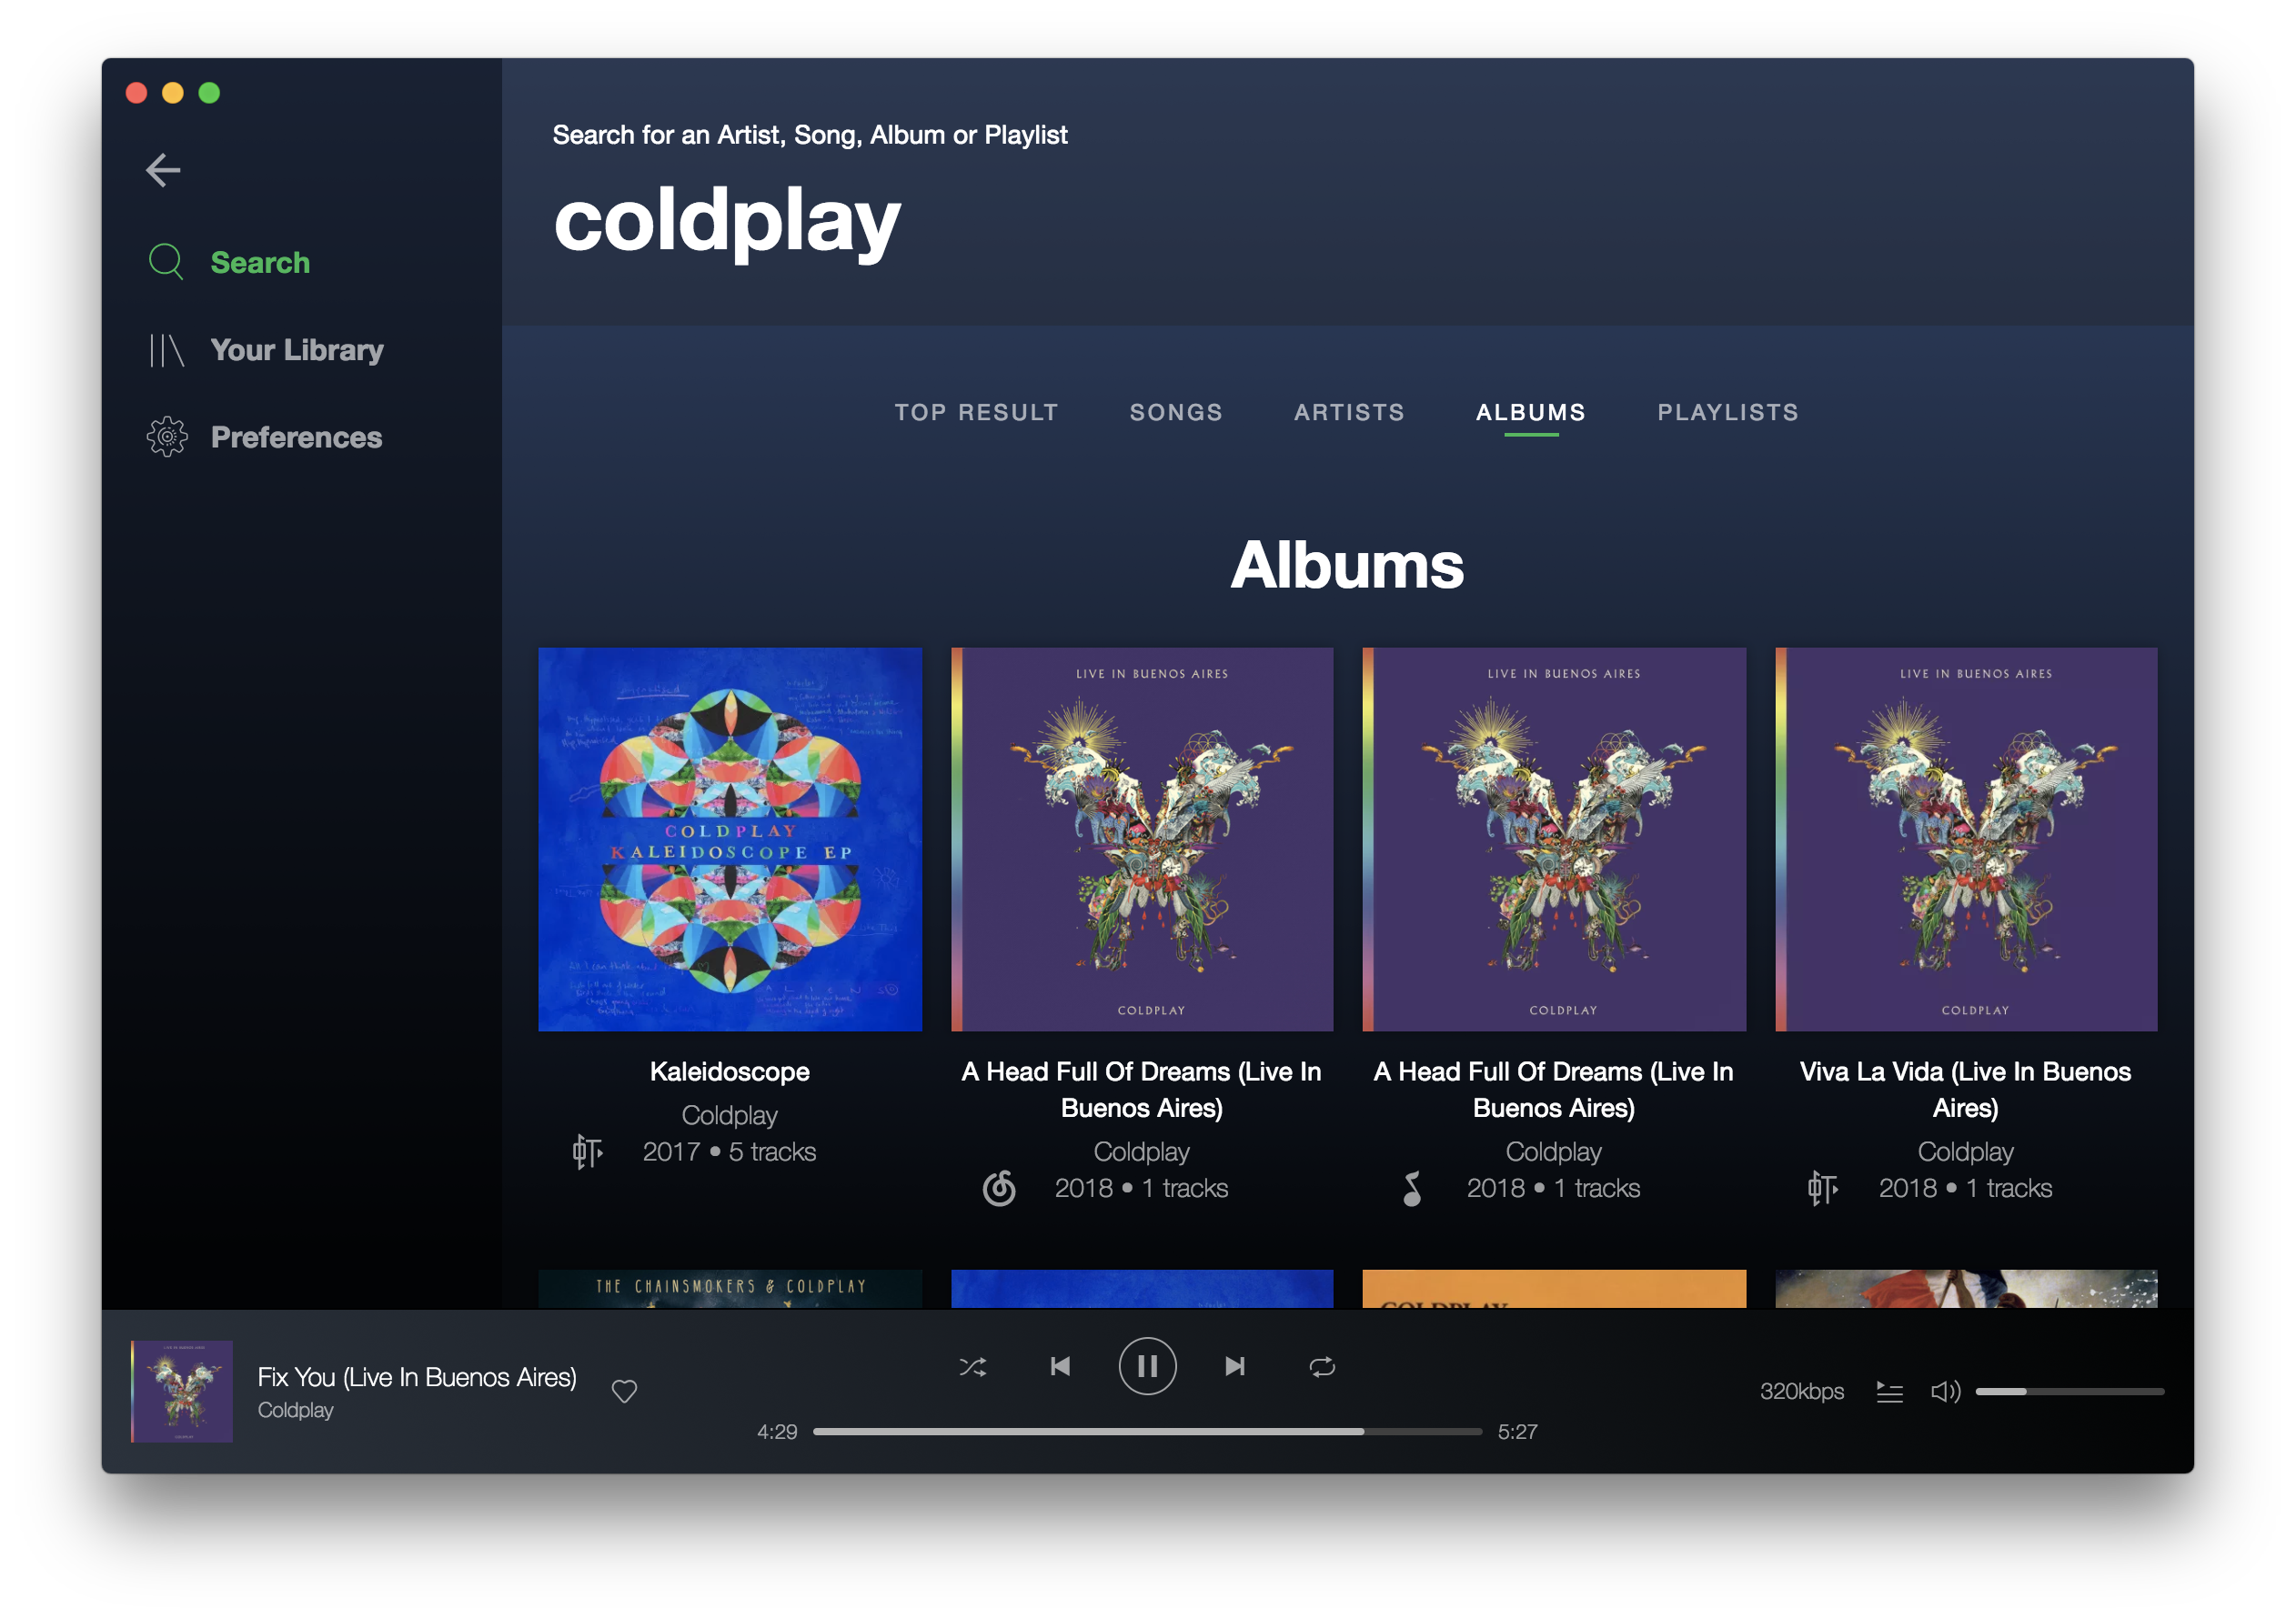 Search for an Artist, Song, Album or Playlist
coldplay
Search
Your Library
Preferences
TOP RESULT
SONGS
ARTISTS
ALBUMS
PLAYLISTS
Albums
COLDPLAY
KALEIDOSCOPE EP
Kaleidoscope
Coldplay
2017 • 5 tracks
LIVE IN BUENOS AIRES
COLDPLAY
A Head Full Of Dreams (Live In
Buenos Aires)
Coldplay
2018 • 1 tracks
LIVE IN BUENOS AIRES
COLDPLAY
A Head Full Of Dreams (Live In
Buenos Aires)
Coldplay
2018 • 1 tracks
LIVE IN BUENOS AIRES
COLDPLAY
Viva La Vida (Live In Buenos
Aires)
Coldplay
2018 • 1 tracks
THE CHAINSMOKERS & COLDPLAY
COLDPLAY
Fix You (Live In Buenos Aires)
Coldplay
4:29
5:27
320kbps